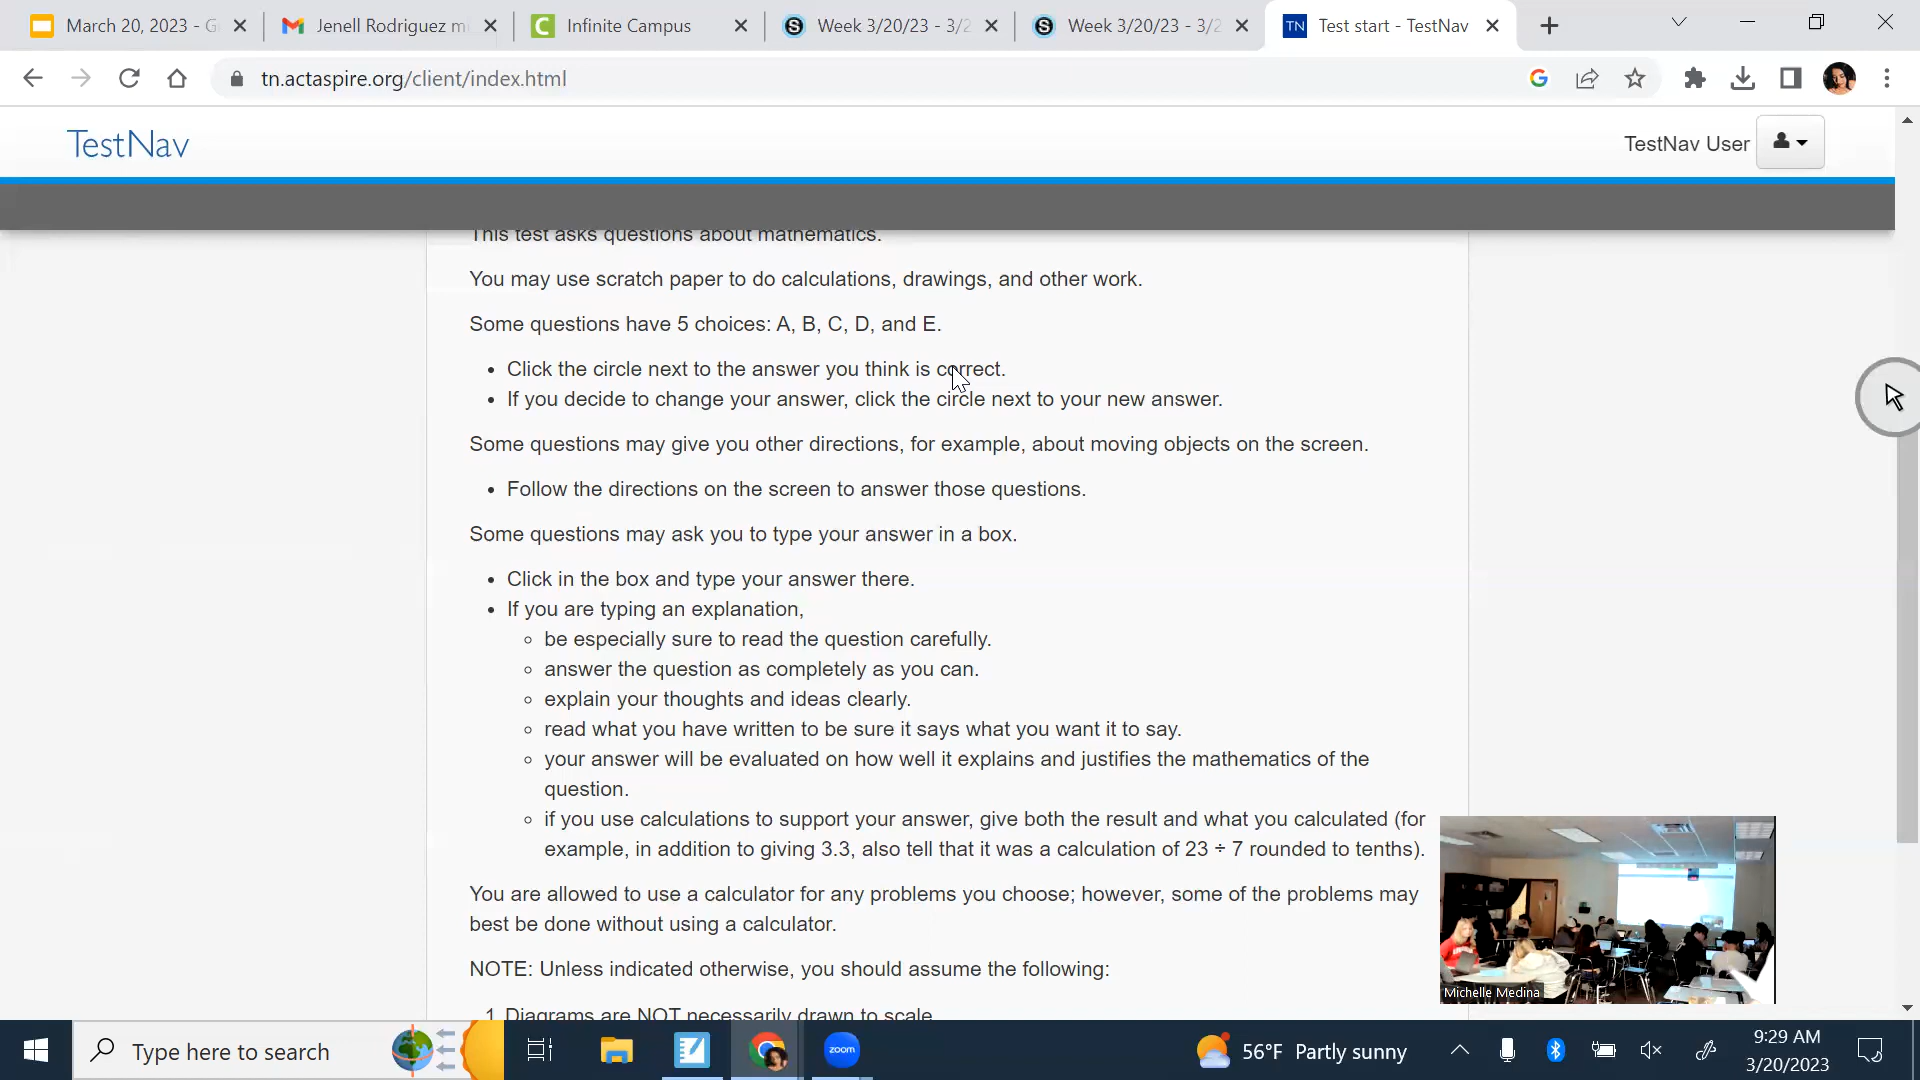 March 20, 2023 - G
Jenell Rodriguez m
Infinite Campus
Week 3/20/23 - 3/2
Week 3/20/23 - 3/2
TN Test start - TestNav
tn.actaspire.org/client/index.html
TestNav
TestNav User
This test asks questions about mathematics.
You may use scratch paper to do calculations, drawings, and other work.
Some questions have 5 choices: A, B, C, D, and E.
• Click the circle next to the answer you think is correct.
• If you decide to change your answer, click the circle next to your new answer.
Some questions may give you other directions, for example, about moving objects on the screen.
• Follow the directions on the screen to answer those questions.
Some questions may ask you to type your answer in a box.
• Click in the box and type your answer there.
• If you are typing an explanation,
◦ be especially sure to read the question carefully.
◦ answer the question as completely as you can.
◦ explain your thoughts and ideas clearly.
◦ read what you have written to be sure it says what you want it to say.
◦ your answer will be evaluated on how well it explains and justifies the mathematics of the
question.
◦ if you use calculations to support your answer, give both the result and what you calculated (for
example, in addition to giving 3.3, also tell that it was a calculation of 23 ÷ 7 rounded to tenths).
You are allowed to use a calculator for any problems you choose; however, some of the problems may
best be done without using a calculator.
NOTE: Unless indicated otherwise, you should assume the following:
1. Diagrams are NOT necessarily drawn to scale.
Michelle Medina
Type here to search
zoom
56°F Partly sunny
9:29 AM
3/20/2023